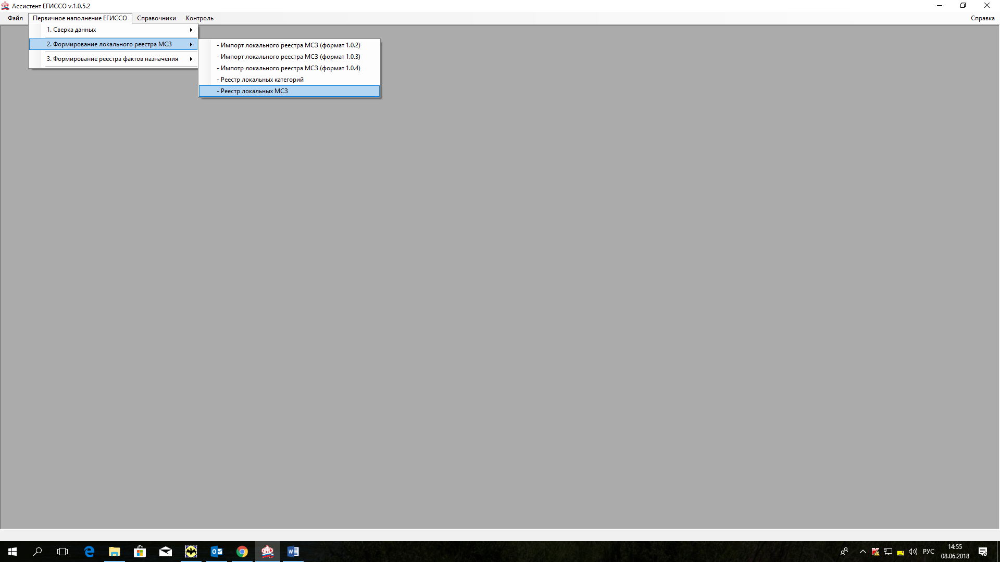 Ассистент ЕГИССО v.1.0.5.2
Файл Первичное наполнение ЕГИССО Справочники Контроль Справка
1. Сверка данных
2. Формирование локального реестра МСЗ
3. Формирование реестра фактов назначения
- Импорт локального реестра МСЗ (формат 1.0.2)
- Импорт локального реестра МСЗ (формат 1.0.3)
- Импотр локального реестра МСЗ (формат 1.0.4)
- Реестр локальных категорий
- Реестр локальных МСЗ
РУС
14:55
08.06.2018